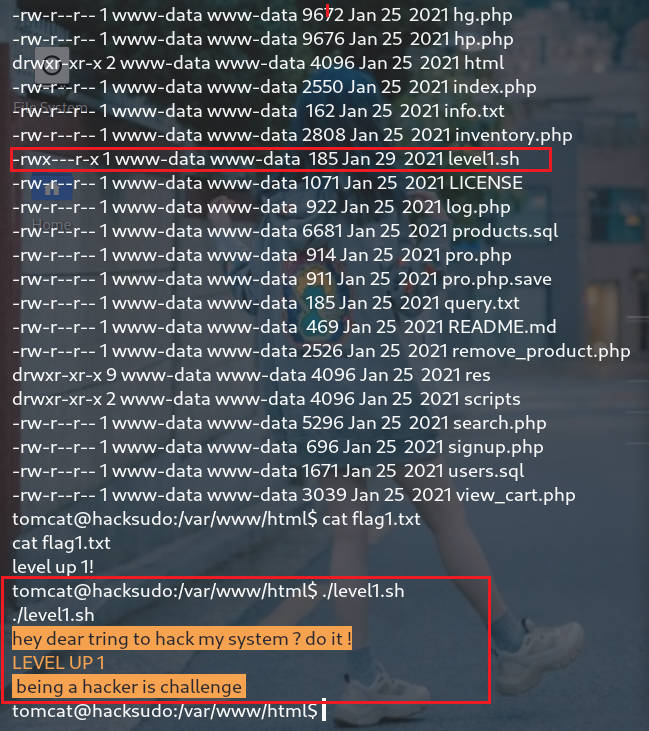 -rw-r--r-- 1 www-data www-data 9672 Jan 25  2021 hg.php
-rw-r--r-- 1 www-data www-data 9676 Jan 25  2021 hp.php
drwxr-xr-x 2 www-data www-data 4096 Jan 25  2021 html
-rw-r--r-- 1 www-data www-data 2550 Jan 25  2021 index.php
File System
-rw-r--r-- 1 www-data www-data  162 Jan 25  2021 info.txt
-rw-r--r-- 1 www-data www-data 2808 Jan 25  2021 inventory.php
-rwx---r-x 1 www-data www-data  185 Jan 29  2021 level1.sh
-rw-r--r-- 1 www-data www-data 1071 Jan 25  2021 LICENSE
-rw-r--r-- 1 www-data www-data  922 Jan 25  2021 log.php
Home
-rw-r--r-- 1 www-data www-data 6681 Jan 25  2021 products.sql
-rw-r--r-- 1 www-data www-data  914 Jan 25  2021 pro.php
-rw-r--r-- 1 www-data www-data  911 Jan 25  2021 pro.php.save
-rw-r--r-- 1 www-data www-data  185 Jan 25  2021 query.txt
-rw-r--r-- 1 www-data www-data  469 Jan 25  2021 README.md
-rw-r--r-- 1 www-data www-data 2526 Jan 25  2021 remove_product.php
drwxr-xr-x 9 www-data www-data 4096 Jan 25  2021 res
drwxr-xr-x 2 www-data www-data 4096 Jan 25  2021 scripts
-rw-r--r-- 1 www-data www-data 5296 Jan 25  2021 search.php
-rw-r--r-- 1 www-data www-data  696 Jan 25  2021 signup.php
-rw-r--r-- 1 www-data www-data 1671 Jan 25  2021 users.sql
-rw-r--r-- 1 www-data www-data 3039 Jan 25  2021 view_cart.php
tomcat@hacksudo:/var/www/html$ cat flag1.txt
cat flag1.txt
level up 1!
tomcat@hacksudo:/var/www/html$ ./level1.sh
./level1.sh
hey dear tring to hack my system ? do it !
LEVEL UP 1
being a hacker is challenge
tomcat@hacksudo:/var/www/html$